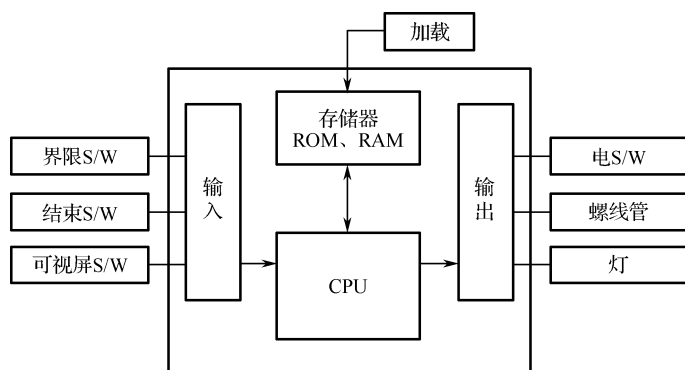 加载
存储器
ROM、RAM
界限S/W
结束S/W
可视屏S/W
输入
CPU
输出
电S/W
螺线管
灯